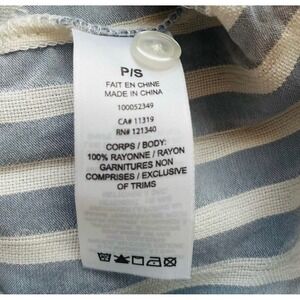 P/S
FAIT EN CHINE
MADE IN CHINA
100052349
CA# 11319
RN# 121340
CORPS / BODY:
100% RAYONNE / RAYON
GARNITURES NON
COMPRISES / EXCLUSIVE
OF TRIMS